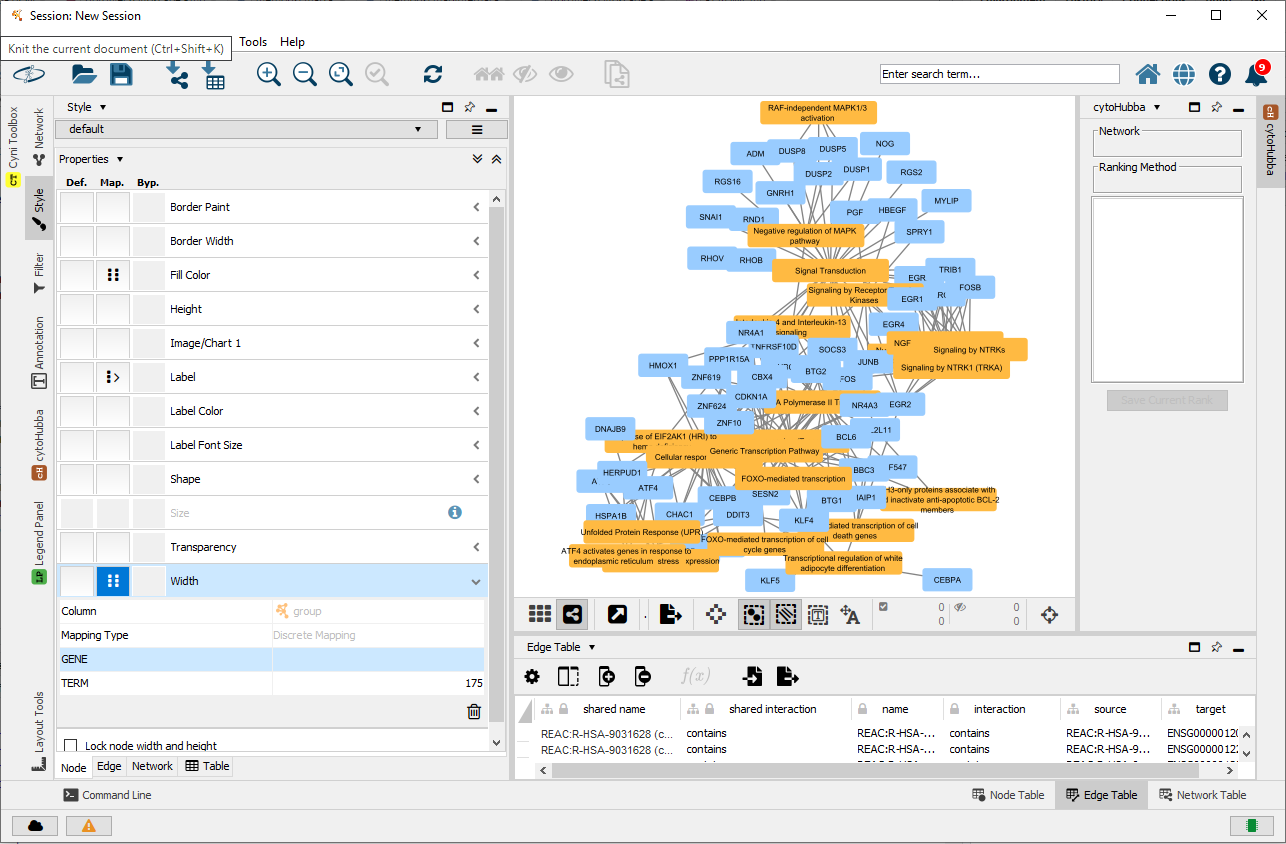 Session: New Session
Knit the current document (Ctrl+Shift+K)
Tools
Help
Enter search term...
9
Cyni Toolbox
Network
Style
Filter
Annotation
cytoHubba
Legend Panel
Layout Tools
Style
default
Properties
Def.
Map.
Byp.
Border Paint
Border Width
Fill Color
Height
Image/Chart 1
Label
Label Color
Label Font Size
Shape
Size
Transparency
Width
Column
group
Mapping Type
Discrete Mapping
GENE
TERM
175
Lock node width and height
Node
Edge
Network
Table
RAF-independent MAPK1/3
activation
NOG
DUSP5
DUSP8
ADM
DUSP1
DUSP2
RGS2
RGS16
GNRH1
MYLIP
HBEGF
PGF
SNAI1
RND1
SPRY1
Negative regulation of MAPK
pathway
RHOV
RHOB
Signal Transduction
TRIB1
EGR
FOSB
Signaling by Receptor
Kinases
EGR1
EGR4
4 and Interleukin-13
signaling
NR4A1
NGF
Signaling by NTRKs
TNFRSF10D
SOCS3
PPP1R15A
HMOX1
JUNB
Signaling by NTRK1 (TRKA)
BTG2
CBX4
ZNF619
FOS
CDKN1A
A Polymerase II T
NR4A3
EGR2
ZNF624
ZNF10
DNAJB9
2L11
BCL6
se of EIF2AK1 (HRI) to
Generic Transcription Pathway
Cellular respo
BBC3
F547
HERPUD1
FOXO-mediated transcription
A
ATF4
SESN2
CEBPB
BTG1
IAIP1
H3-only proteins associate with
inactivate anti-apoptotic BCL-2
members
HSPA1B
CHAC1
DDIT3
KLF4
diated transcription of cell
death genes
Unfolded Protein Response (UPR)
FOXO-mediated transcription of cell
cycle genes
ATF4 activates genes in response to
endoplasmic reticulum stress xpression
Transcriptional regulation of white
adipocyte differentiation
KLF5
CEBPA
0
0
0
0
Edge Table
f(x)
shared name
shared interaction
name
interaction
source
target
REAC:R-HSA-9031628 (c...
contains
REAC:R-HSA-...
contains
REAC:R-HSA-9...
ENSG00000120
REAC:R-HSA-9031628 (c...
contains
REAC:R-HSA-...
contains
REAC:R-HSA-9...
ENSG00000122
cytoHubba
Network
Ranking Method
Save Current Rank
cytoHubba
Command Line
Node Table
Edge Table
Network Table